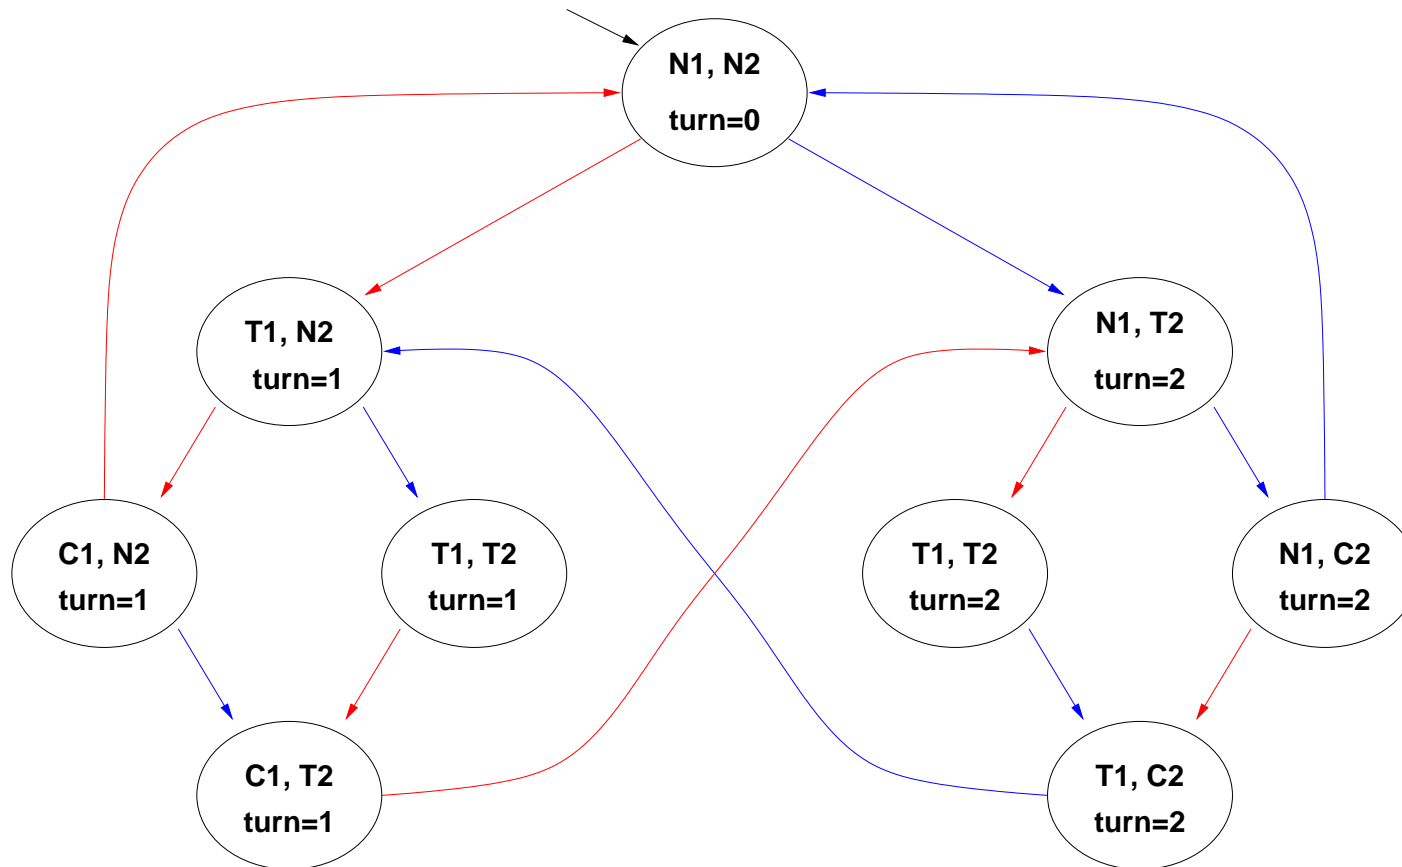 N1, N2
turn=0
T1, N2
turn=1
N1, T2
turn=2
C1, N2
turn=1
T1, T2
turn=1
T1, T2
turn=2
N1, C2
turn=2
C1, T2
turn=1
T1, C2
turn=2